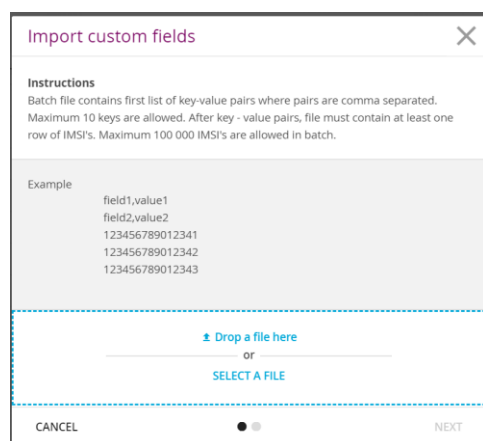 Import custom fields
Instructions
Batch file contains first list of key-value pairs where pairs are comma separated.
Maximum 10 keys are allowed. After key - value pairs, file must contain at least one
row of IMSI's. Maximum 100 000 IMSI's are allowed in batch.
Example
field1,value1
field2,value2
123456789012341
123456789012342
123456789012343
Drop a file here
or
SELECT A FILE
CANCEL
NEXT